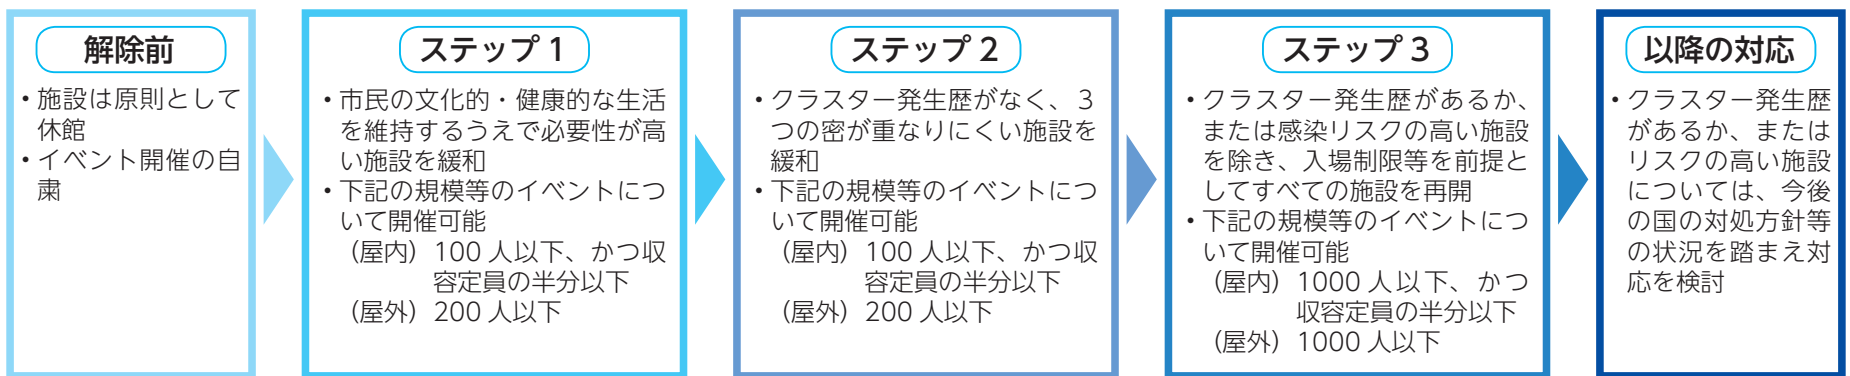 解除前
・施設は原則として
休館
・イベント開催の自
粛
ステップ 1
・市民の文化的・健康的な生活
を維持するうえで必要性が高
い施設を緩和
・下記の規模等のイベントにつ
いて開催可能
(屋内) 100 人以下、かつ収
容定員の半分以下
(屋外) 200 人以下
ステップ 2
・クラスター発生歴がなく、3
つの密が重なりにくい施設を
緩和
・下記の規模等のイベントにつ
いて開催可能
(屋内) 100 人以下、かつ収
容定員の半分以下
(屋外) 200 人以下
ステップ 3
・クラスター発生歴があるか、
または感染リスクの高い施設
を除き、入場制限等を前提と
してすべての施設を再開
・下記の規模等のイベントにつ
いて開催可能
(屋内) 1000 人以下、かつ
収容定員の半分以下
(屋外) 1000 人以下
以降の対応
・クラスター発生歴
があるか、または
リスクの高い施設
については、今後
の国の対処方針等
の状況を踏まえ対
応を検討